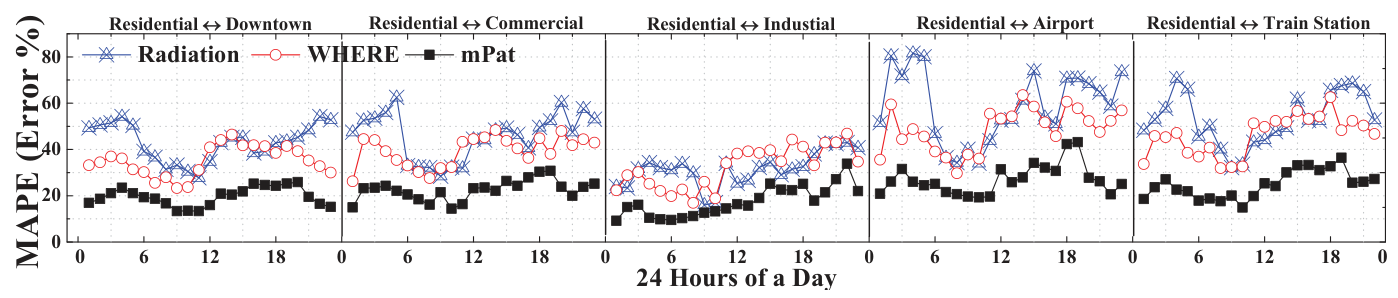 Residential ↔ Downtown
Residential ↔ Commercial
Residential ↔ Industial
Residential ↔ Airport
Residential ↔ Train Station
MAPE (Error %)
80
60
40
20
0
Radiation WHERE mPat
0 6 12 18 0 6 12 18 0 6 12 18 0 6 12 18 0 6 12 18 0
24 Hours of a Day